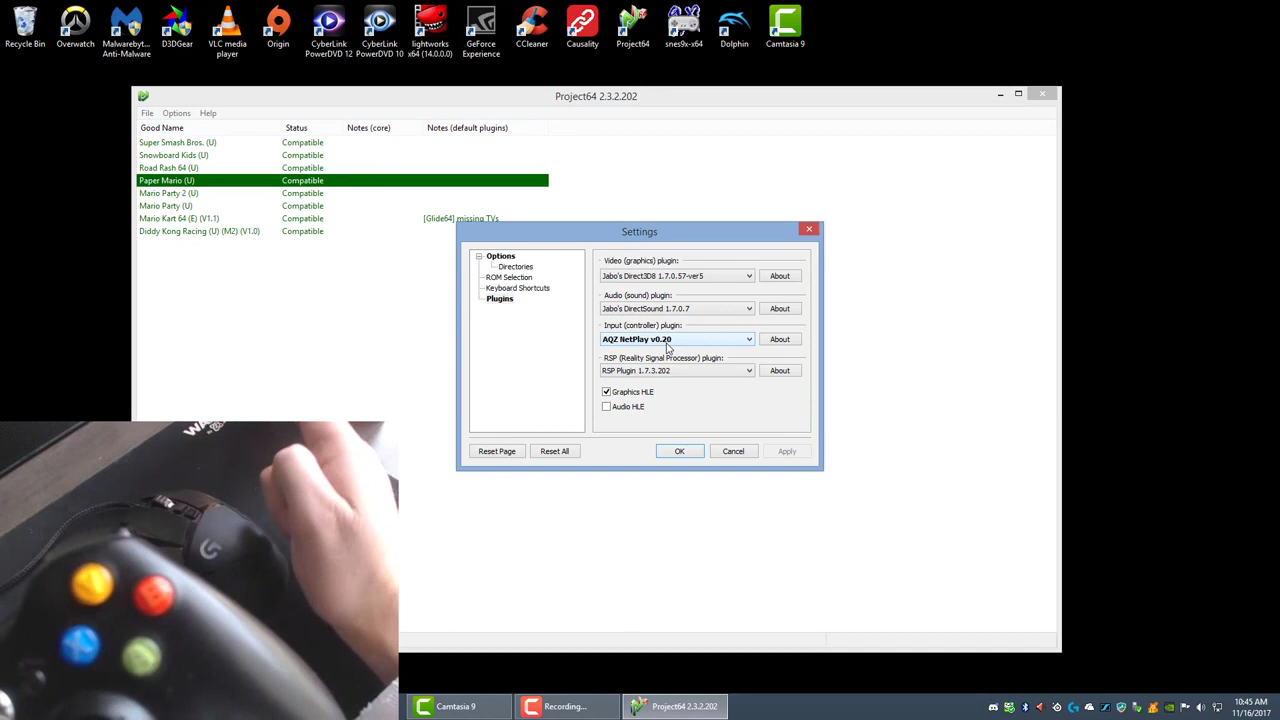 Recycle Bin
Overwatch
Malwarebyt... Anti-Malware
D3DGear
VLC media player
Origin
CyberLink PowerDVD 12
CyberLink PowerDVD 10
lightworks x64 (14.0.0.0)
GeForce Experience
CCleaner
Causality
Project64
snes9x-x64
Dolphin
Camtasia 9
Project64 2.3.2.202
File Options Help
Good Name Status Notes (core) Notes (default plugins)
Super Smash Bros. (U) Compatible
Snowboard Kids (U) Compatible
Road Rash 64 (U) Compatible
Paper Mario (U) Compatible
Mario Party 2 (U) Compatible
Mario Party (U) Compatible
Mario Kart 64 (E) (V1.1) Compatible [Glide64] missing TVs
Diddy Kong Racing (U) (M2) (V1.0) Compatible
Settings
Options
Directories
ROM Selection
Keyboard Shortcuts
Plugins
Video (graphics) plugin:
Jabo's Direct3D8 1.7.0.57-ver5 About
Audio (sound) plugin:
Jabo's DirectSound 1.7.0.7 About
Input (controller) plugin:
AQZ NetPlay v0.20 About
RSP (Reality Signal Processor) plugin:
RSP Plugin 1.7.3.202 About
Graphics HLE
Audio HLE
Reset Page Reset All OK Cancel Apply
Camtasia 9
Recording...
Project64 2.3.2.202
10:45 AM
11/16/2017